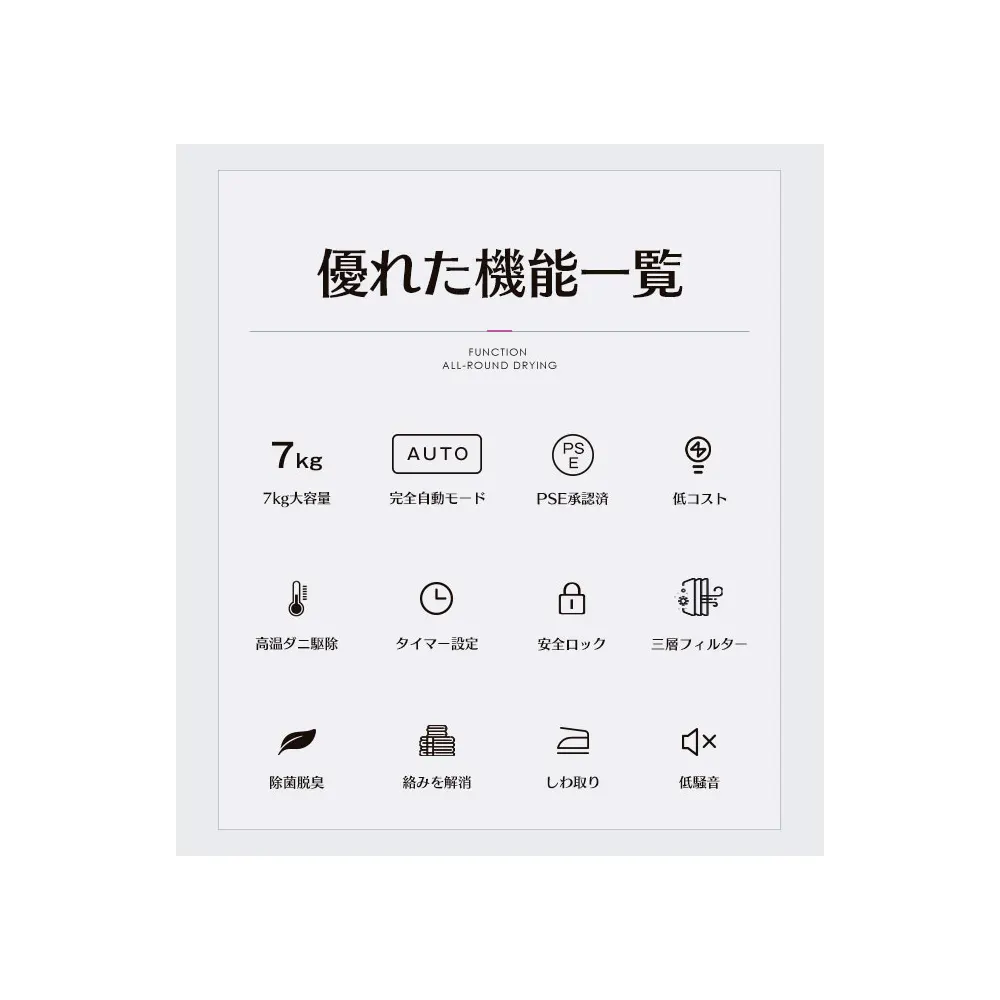 優れた機能一覧
FUNCTION
ALL-ROUND DRYING
7kg
AUTO
PS
E
7kg大容量
完全自動モード
PSE承認済
低コスト
高温ダニ駆除
タイマー設定
安全ロック
三層フィルター
除菌脱臭
絡みを解消
しわ取り
低騒音